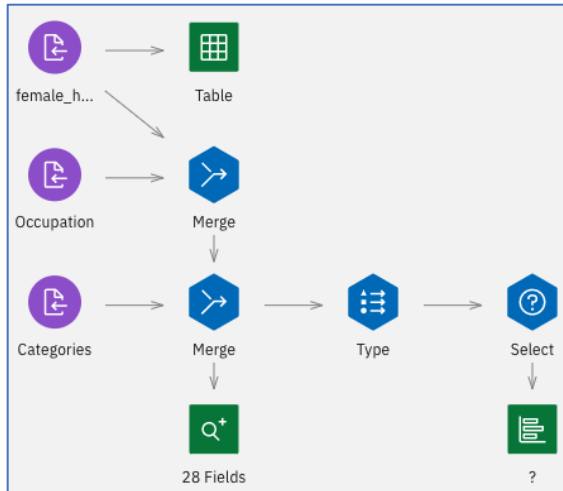 female_h...
Table
Occupation
Merge
Categories
Merge
Type
Select
28 Fields
?